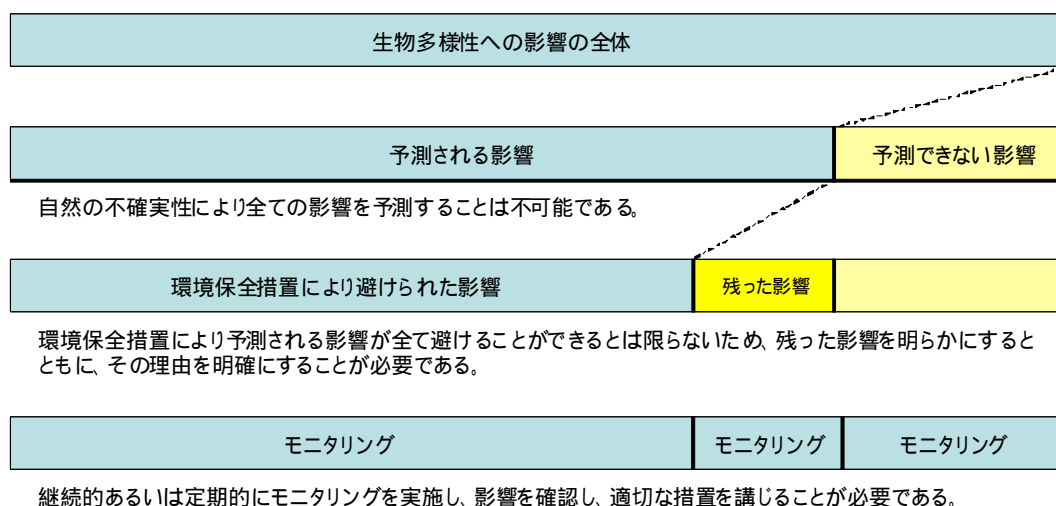 生物多様性への影響の全体
予測される影響
予測できない影響
自然の不確実性により全ての影響を予測することは不可能である。
環境保全措置により避けられた影響
残った影響
環境保全措置により予測される影響が全て避けることができるとは限らないため、残った影響を明らかにすると
ともに、その理由を明確にすることが必要である。
モニタリング
モニタリング
モニタリング
継続的あるいは定期的にモニタリングを実施し、影響を確認し、適切な措置を講じることが必要である。